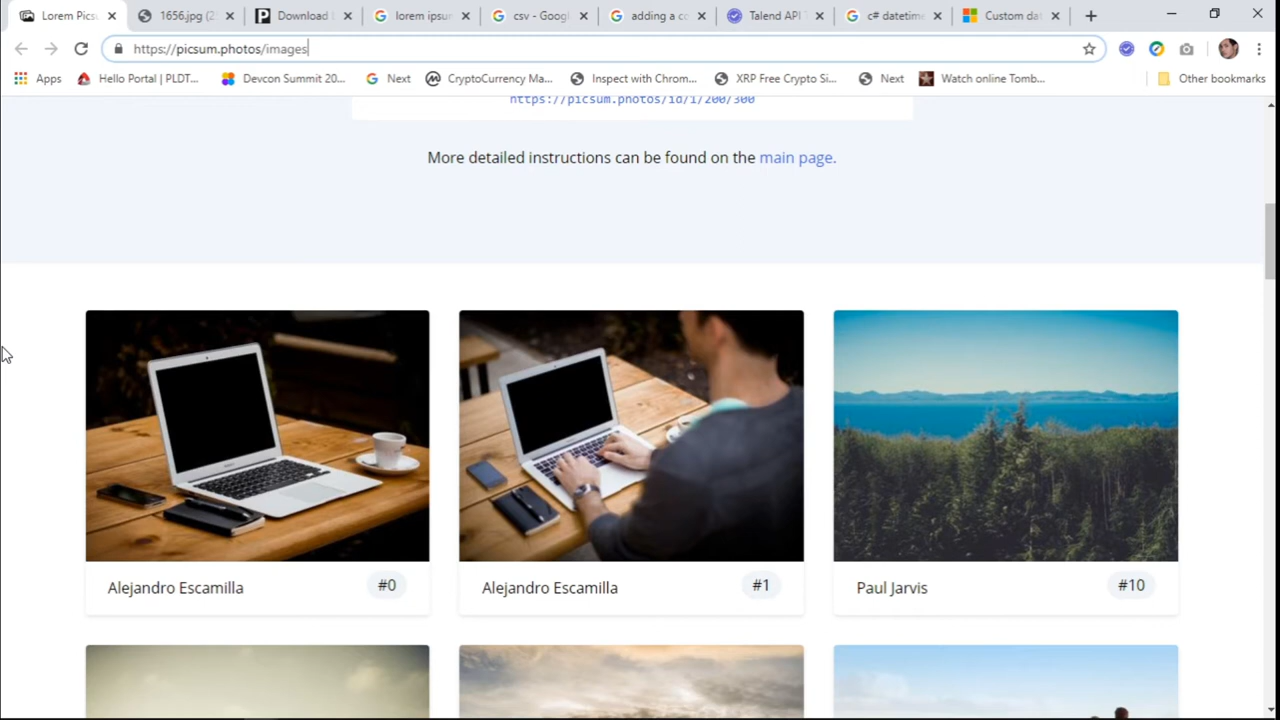 Lorem Picsu
1656.jpg (2
Download
lorem ipsur
csv - Googl
adding a co
Talend API T
c# datetime
Custom da
https://picsum.photos/images
Apps
Hello Portal | PLDT...
Devcon Summit 20...
Next
CryptoCurrency Ma...
Inspect with Chrom...
XRP Free Crypto Si...
Next
Watch online Tomb...
Other bookmarks
https://picsum.photos/id/1/200/300
More detailed instructions can be found on the main page.
Alejandro Escamilla
#0
Alejandro Escamilla
#1
Paul Jarvis
#10